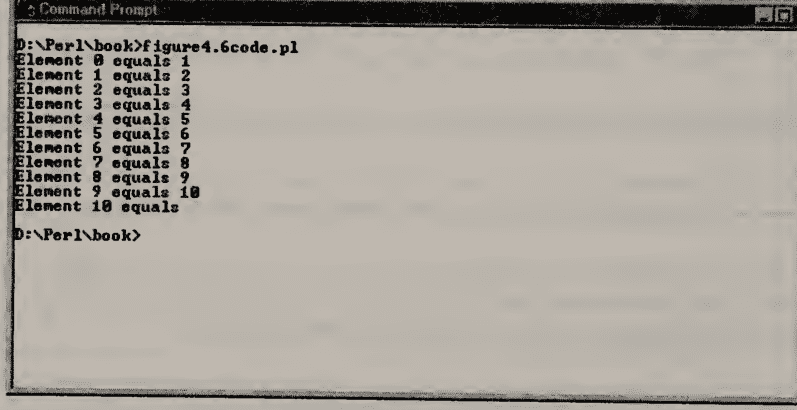 Command Prompt
D:\Perl\book>figure4.6code.pl
Element 0 equals 1
Element 1 equals 2
Element 2 equals 3
Element 3 equals 4
Element 4 equals 5
Element 5 equals 6
Element 6 equals 7
Element 7 equals 8
Element 8 equals 9
Element 9 equals 10
Element 10 equals
D:\Perl\book>